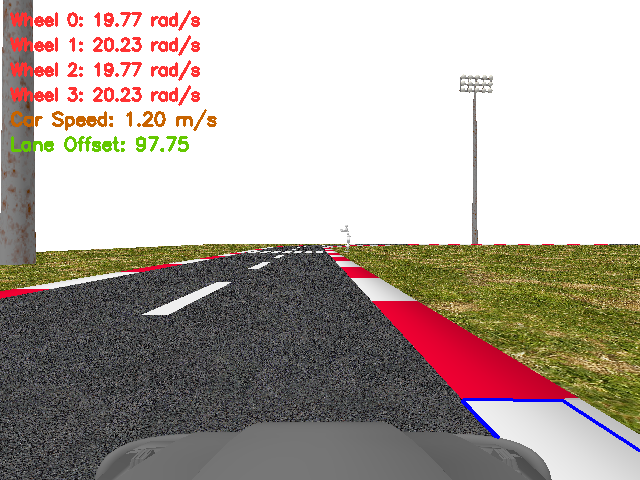 Wheel 0: 19.77 rad/s
Wheel 1: 20.23 rad/s
Wheel 2: 19.77 rad/s
Wheel 3: 20.23 rad/s
Car Speed: 1.20 m/s
Lane Offset: 97.75